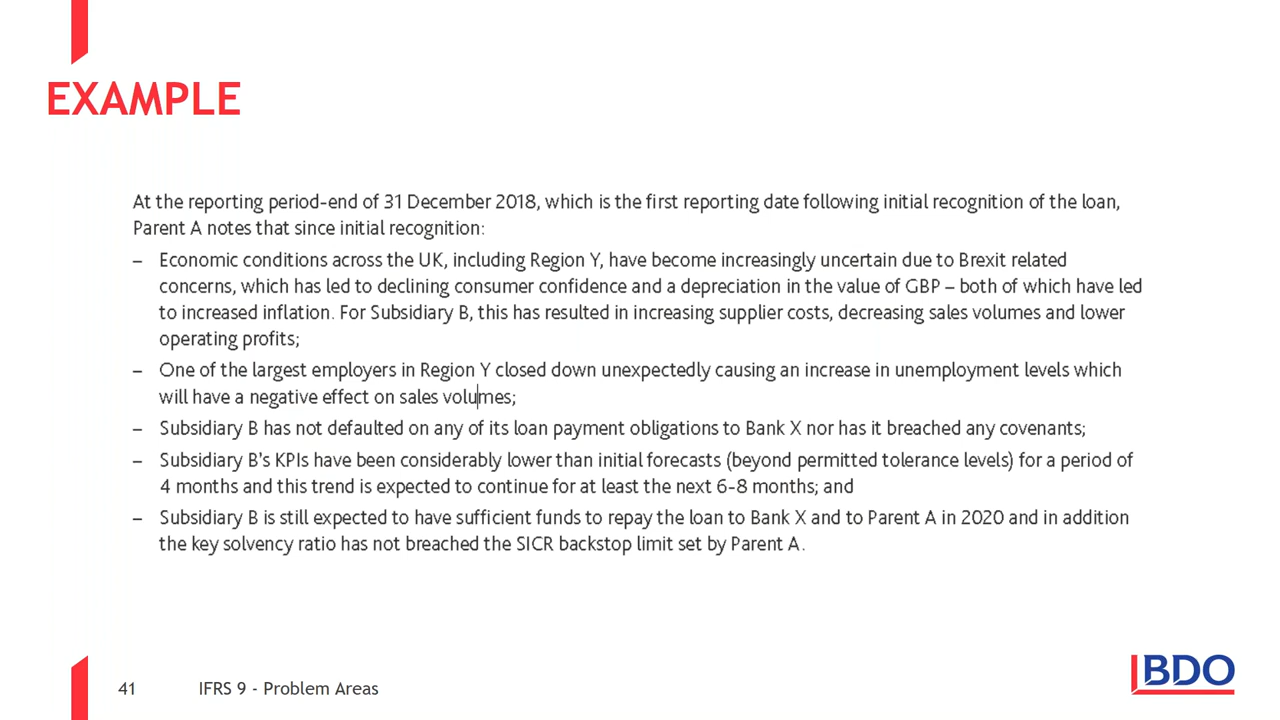 EXAMPLE
At the reporting period-end of 31 December 2018, which is the first reporting date following initial recognition of the loan,
Parent A notes that since initial recognition:
– Economic conditions across the UK, including Region Y, have become increasingly uncertain due to Brexit related
concerns, which has led to declining consumer confidence and a depreciation in the value of GBP – both of which have led
to increased inflation. For Subsidiary B, this has resulted in increasing supplier costs, decreasing sales volumes and lower
operating profits;
– One of the largest employers in Region Y closed down unexpectedly causing an increase in unemployment levels which
will have a negative effect on sales volumes;
– Subsidiary B has not defaulted on any of its loan payment obligations to Bank X nor has it breached any covenants;
– Subsidiary B's KPIs have been considerably lower than initial forecasts (beyond permitted tolerance levels) for a period of
4 months and this trend is expected to continue for at least the next 6-8 months; and
– Subsidiary B is still expected to have sufficient funds to repay the loan to Bank X and to Parent A in 2020 and in addition
the key solvency ratio has not breached the SICR backstop limit set by Parent A.
41 IFRS 9 - Problem Areas
BDO